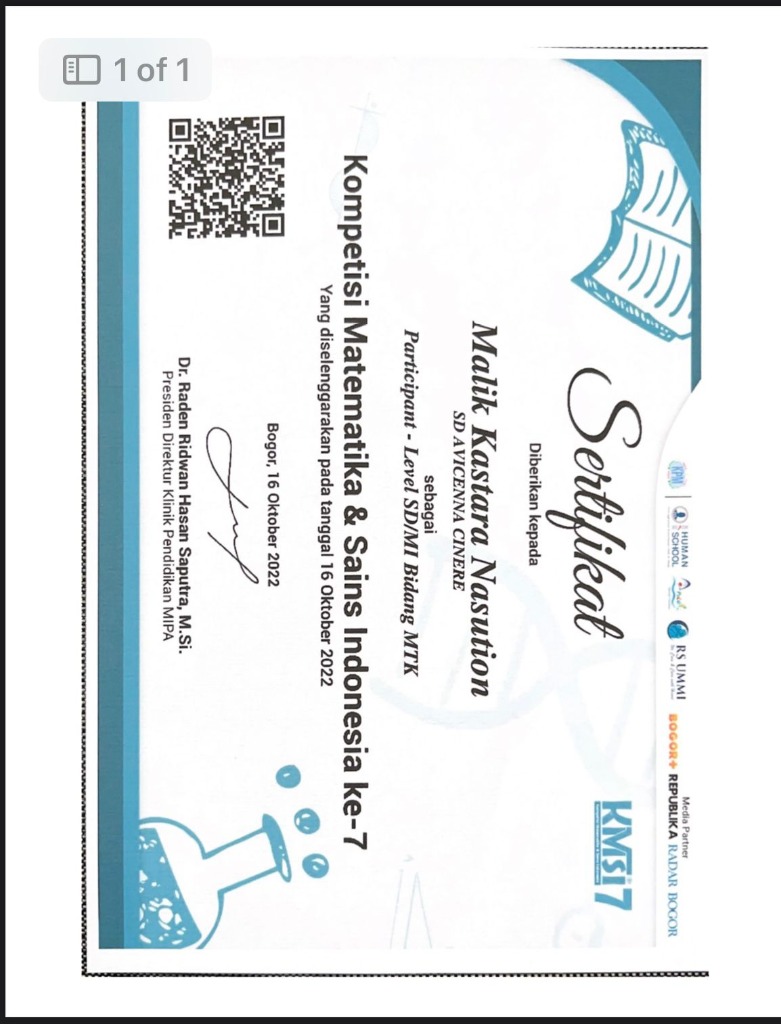 1 of 1
KPM
HUMAN
SCHOOL
RS UMMI
Media Partner
BOGOR+ REPUBLIKA RADAR BOGOR
KMSI7
Sertifikat
Diberikan kepada
Malik Kastara Nasution
SD AVICENNA CINERE
sebagai
Participant - Level SD/MI Bidang MTK
Kompetisi Matematika & Sains Indonesia ke-7
Yang diselenggarakan pada tanggal 16 Oktober 2022
Bogor, 16 Oktober 2022
Dr. Raden Ridwan Hasan Saputra, M.Si.
Presiden Direktur Klinik Pendidikan MIPA